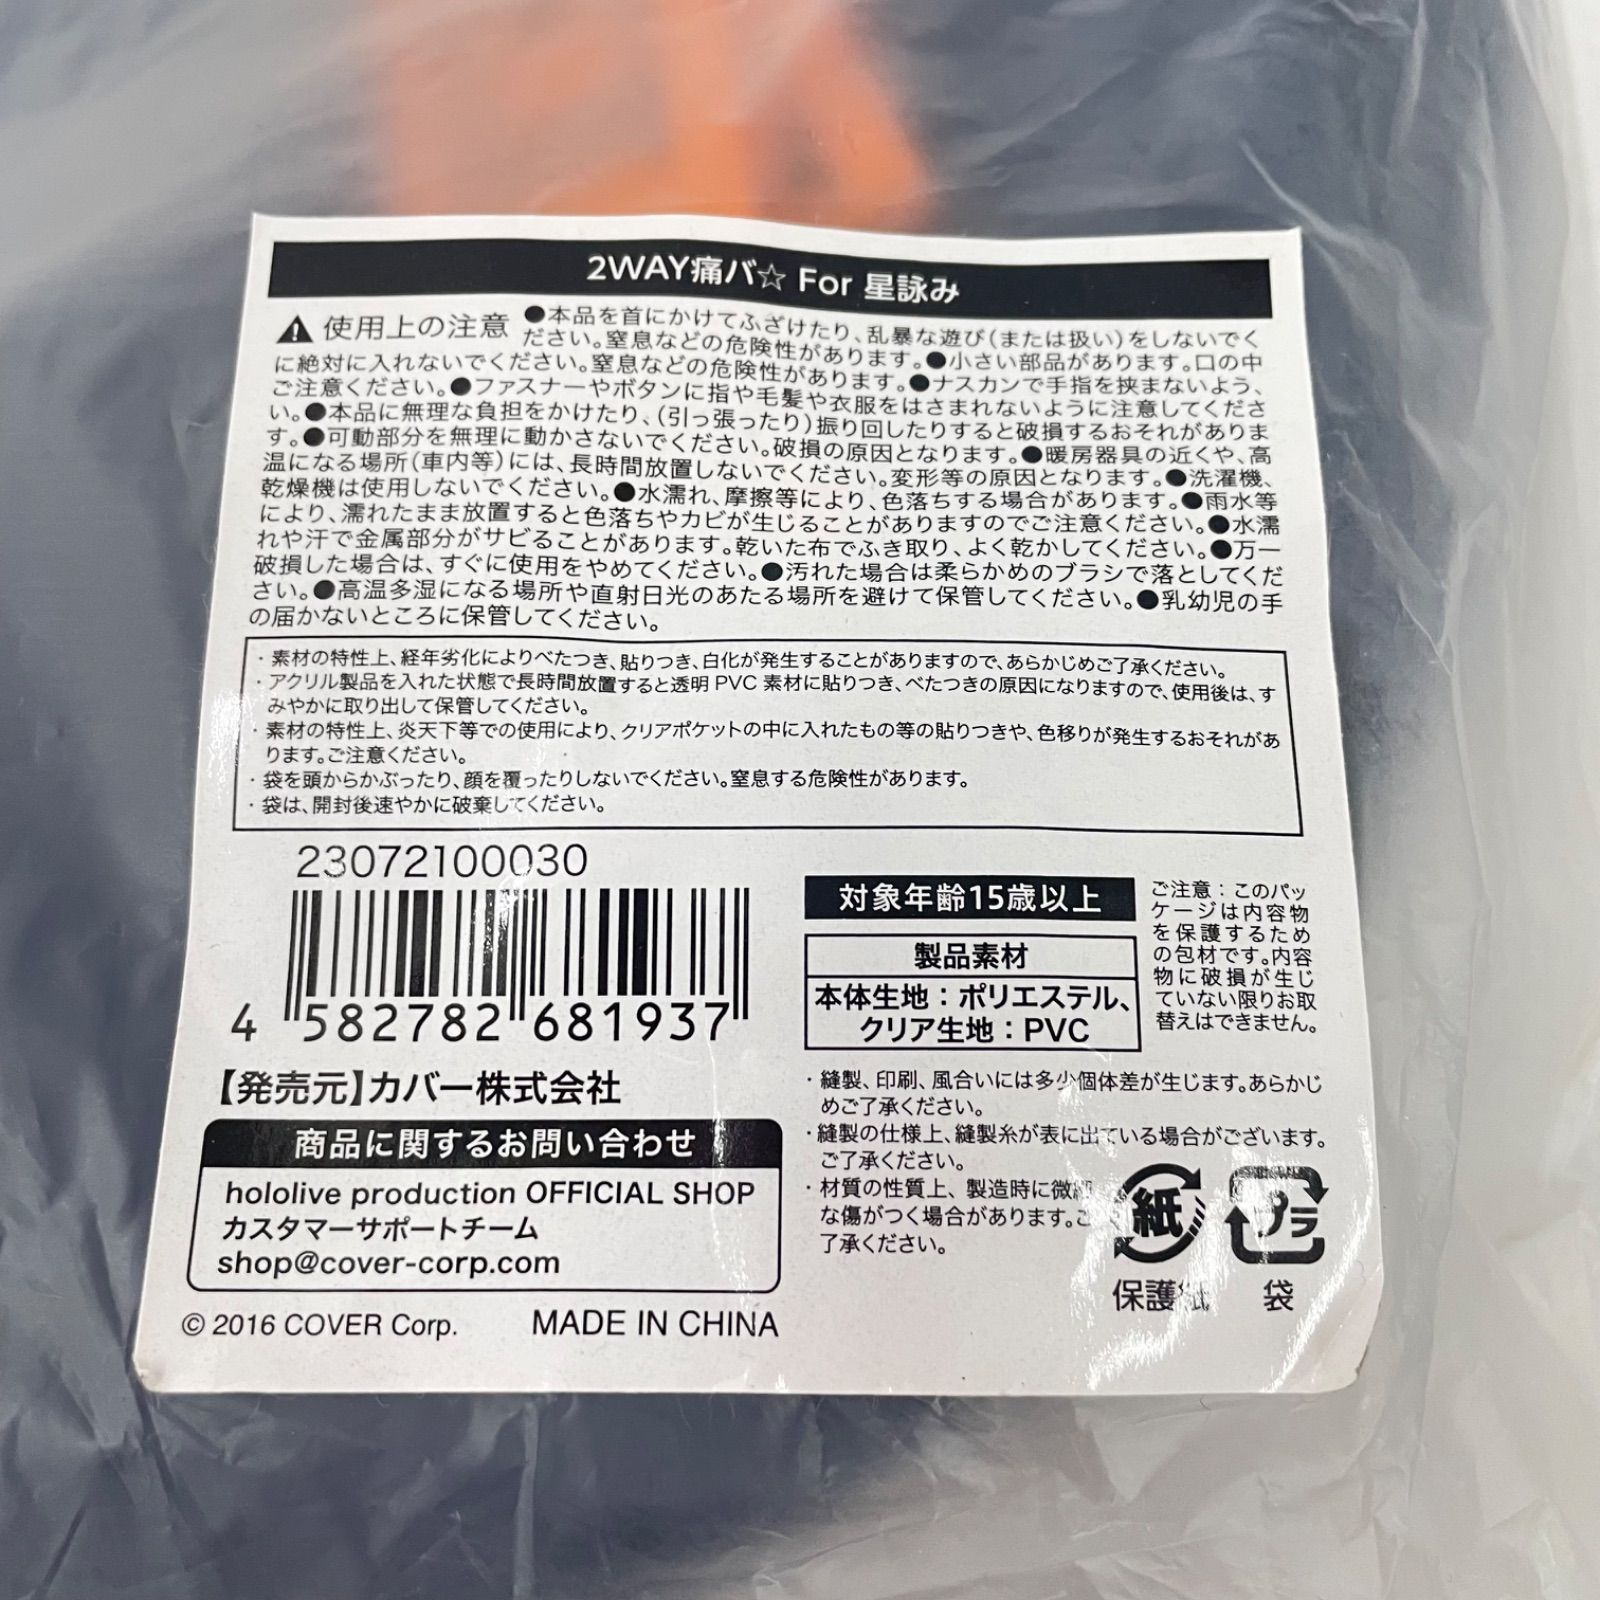 2WAY痛バ☆ For 星詠み
使用上の注意 ●本品を首にかけてふざけたり、乱暴な遊び(または扱い)をしないでく
ださい。窒息などの危険性があります。●小さい部品があります。口の中
に絶対に入れないでください。窒息などの危険性があります。●ナスカンで手指を挟まないよう、
ご注意ください。●ファスナーやボタンに指や毛髪や衣服をはさまれないように注意してくださ
い。●本品に無理な負担をかけたり、(引っ張ったり)振り回したりすると破損するおそれがありま
す。●可動部分を無理に動かさないでください。破損の原因となります。●暖房器具の近くや、高
温になる場所(車内等)には、長時間放置しないでください。変形等の原因となります。●洗濯機、
乾燥機は使用しないでください。●水濡れ、摩擦等により、色落ちする場合があります。●雨水等
により、濡れたまま放置すると色落ちやカビが生じることがありますのでご注意ください。●水濡
れや汗で金属部分がサビることがあります。乾いた布でふき取り、よく乾かしてください。●万一
破損した場合は、すぐに使用をやめてください。●汚れた場合は柔らかめのブラシで落としてくだ
さい。●高温多湿になる場所や直射日光のあたる場所を避けて保管してください。●乳幼児の手
の届かないところに保管してください。
・素材の特性上、経年劣化によりべたつき、貼りつき、白化が発生することがありますので、あらかじめご了承ください。
・アクリル製品を入れた状態で長時間放置すると透明 PVC 素材に貼りつき、べたつきの原因になりますので、使用後は、す
みやかに取り出して保管してください。
・素材の特性上、炎天下等での使用により、クリアポケットの中に入れたもの等の貼りつきや、色移りが発生するおそれがあ
ります。ご注意ください。
・袋を頭からかぶったり、顔を覆ったりしないでください。窒息する危険性があります。
・袋は、開封後速やかに破棄してください。
23072100030
4 582782 681937
【発売元】カバー株式会社
商品に関するお問い合わせ
hololive production OFFICIAL SHOP
カスタマーサポートチーム
shop@cover-corp.com
© 2016 COVER Corp. MADE IN CHINA
対象年齢15歳以上
製品素材
本体生地：ポリエステル、
クリア生地：PVC
ご注意：このパッ
ケージは内容物
を保護するため
の包材です。内容
物に破損が生じ
ていない限りお取
替えはできません。
・縫製、印刷、風合いには多少個体差が生じます。あらかじ
めご了承ください。
・縫製の仕様上、縫製糸が表に出ている場合がございます。
ご了承ください。
・材質の性質上、製造時に微細
な傷がつく場合があります。ご
了承ください。
紙 プラ
保護紙 袋